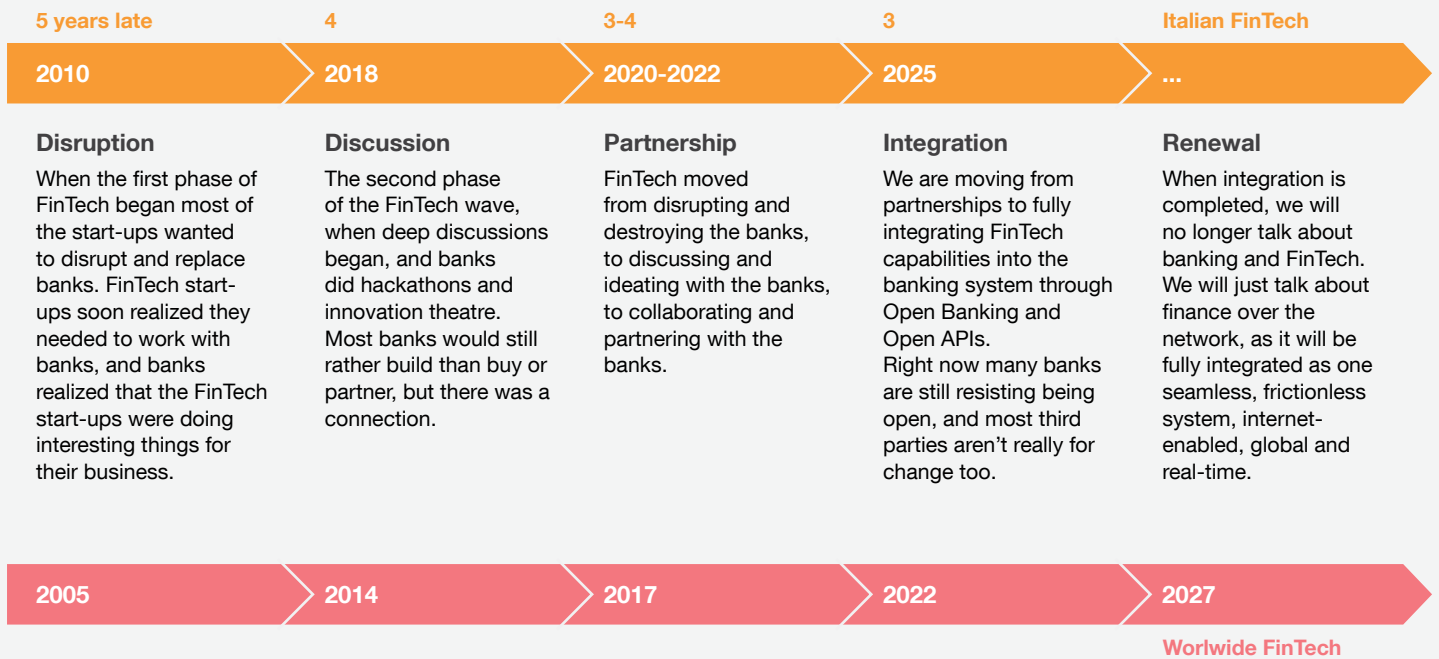 5 years late
4
3-4
3
Italian FinTech
2010
2018
2020-2022
2025
...
Disruption
When the first phase of
FinTech began most of
the start-ups wanted
to disrupt and replace
banks. FinTech start-
ups soon realized they
needed to work with
banks, and banks
realized that the FinTech
start-ups were doing
interesting things for
their business.
Discussion
The second phase
of the FinTech wave,
when deep discussions
began, and banks
did hackathons and
innovation theatre.
Most banks would still
rather build than buy or
partner, but there was a
connection.
Partnership
FinTech moved
from disrupting and
destroying the banks,
to discussing and
ideating with the banks,
to collaborating and
partnering with the
banks.
Integration
We are moving from
partnerships to fully
integrating FinTech
capabilities into the
banking system through
Open Banking and
Open APIs.
Right now many banks
are still resisting being
open, and most third
parties aren't really for
change too.
Renewal
When integration is
completed, we will
no longer talk about
banking and FinTech.
We will just talk about
finance over the
network, as it will be
fully integrated as one
seamless, frictionless
system, internet-
enabled, global and
real-time.
2005
2014
2017
2022
2027
Worlwide FinTech